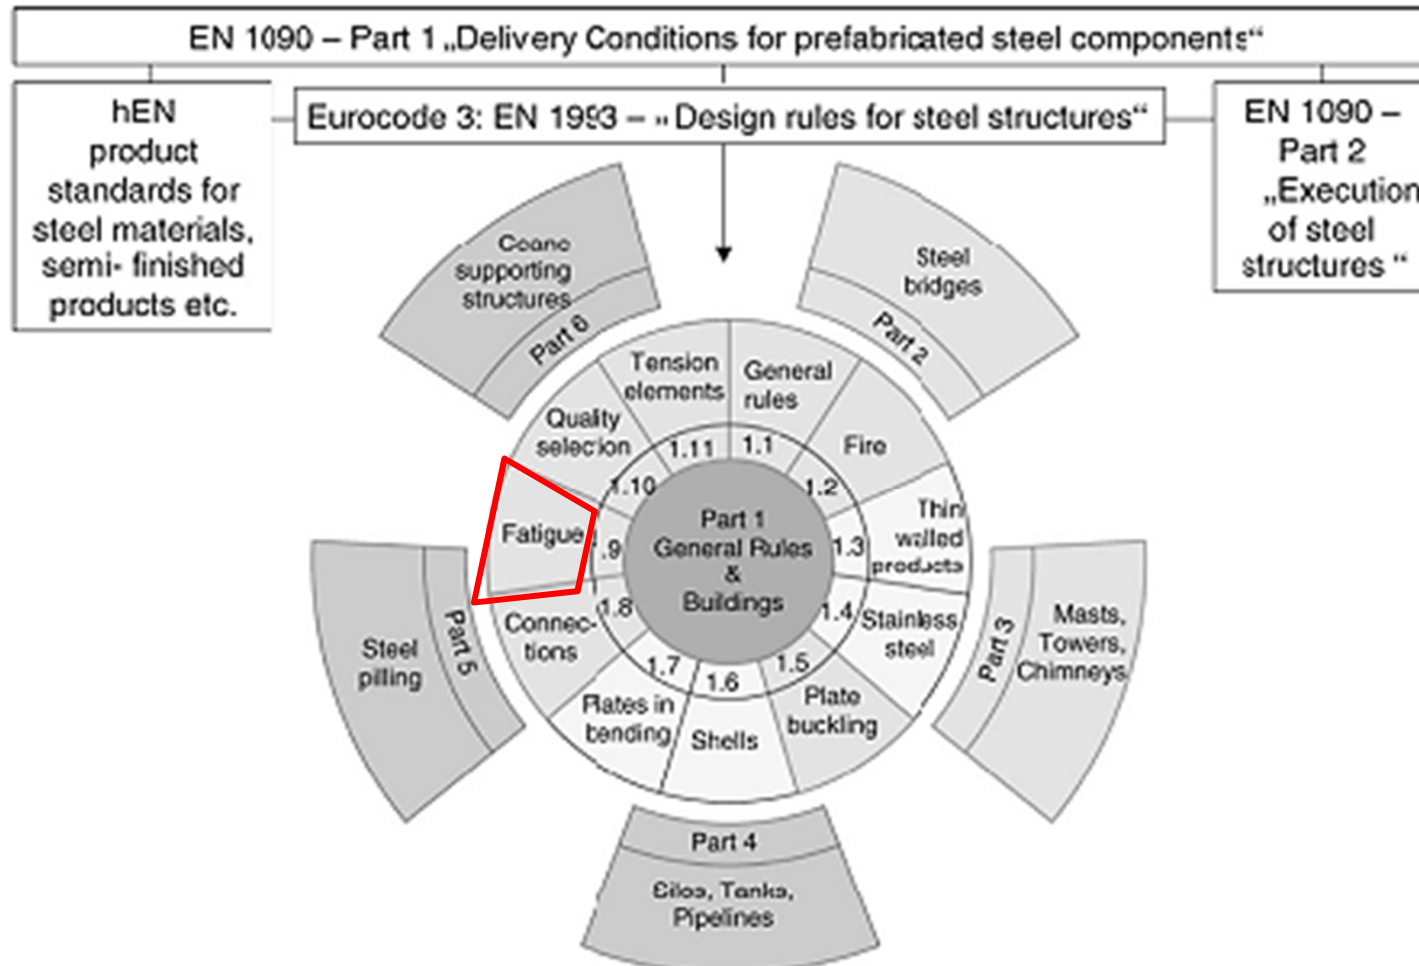 EN 1090 – Part 1 „Delivery Conditions for prefabricated steel components“
hEN
product
standards for
steel materials,
semi- finished
products etc.
Eurocode 3: EN 1993 – „Design rules for steel structures“
EN 1090 –
Part 2
„Execution
of steel
structures “
supporting
structures
Part 6
Steel
bridges
Part 2
Tension
elements
1.11
General
rules
1.1
Fire
1.2
Thin
walled
products
1.3
Stainless
steel
1.4
Plate
buckling
1.5
Shells
1.6
Plates in
bending
1.7
Connec-
tions
1.8
Fatigue
.9
Quality
selection
1.10
Part 1
General Rules
&
Buildings
Masts,
Towers,
Chimneys
Part 3
Part 4
Silos, Tanks,
Pipelines
Steel
pilling
Part 5